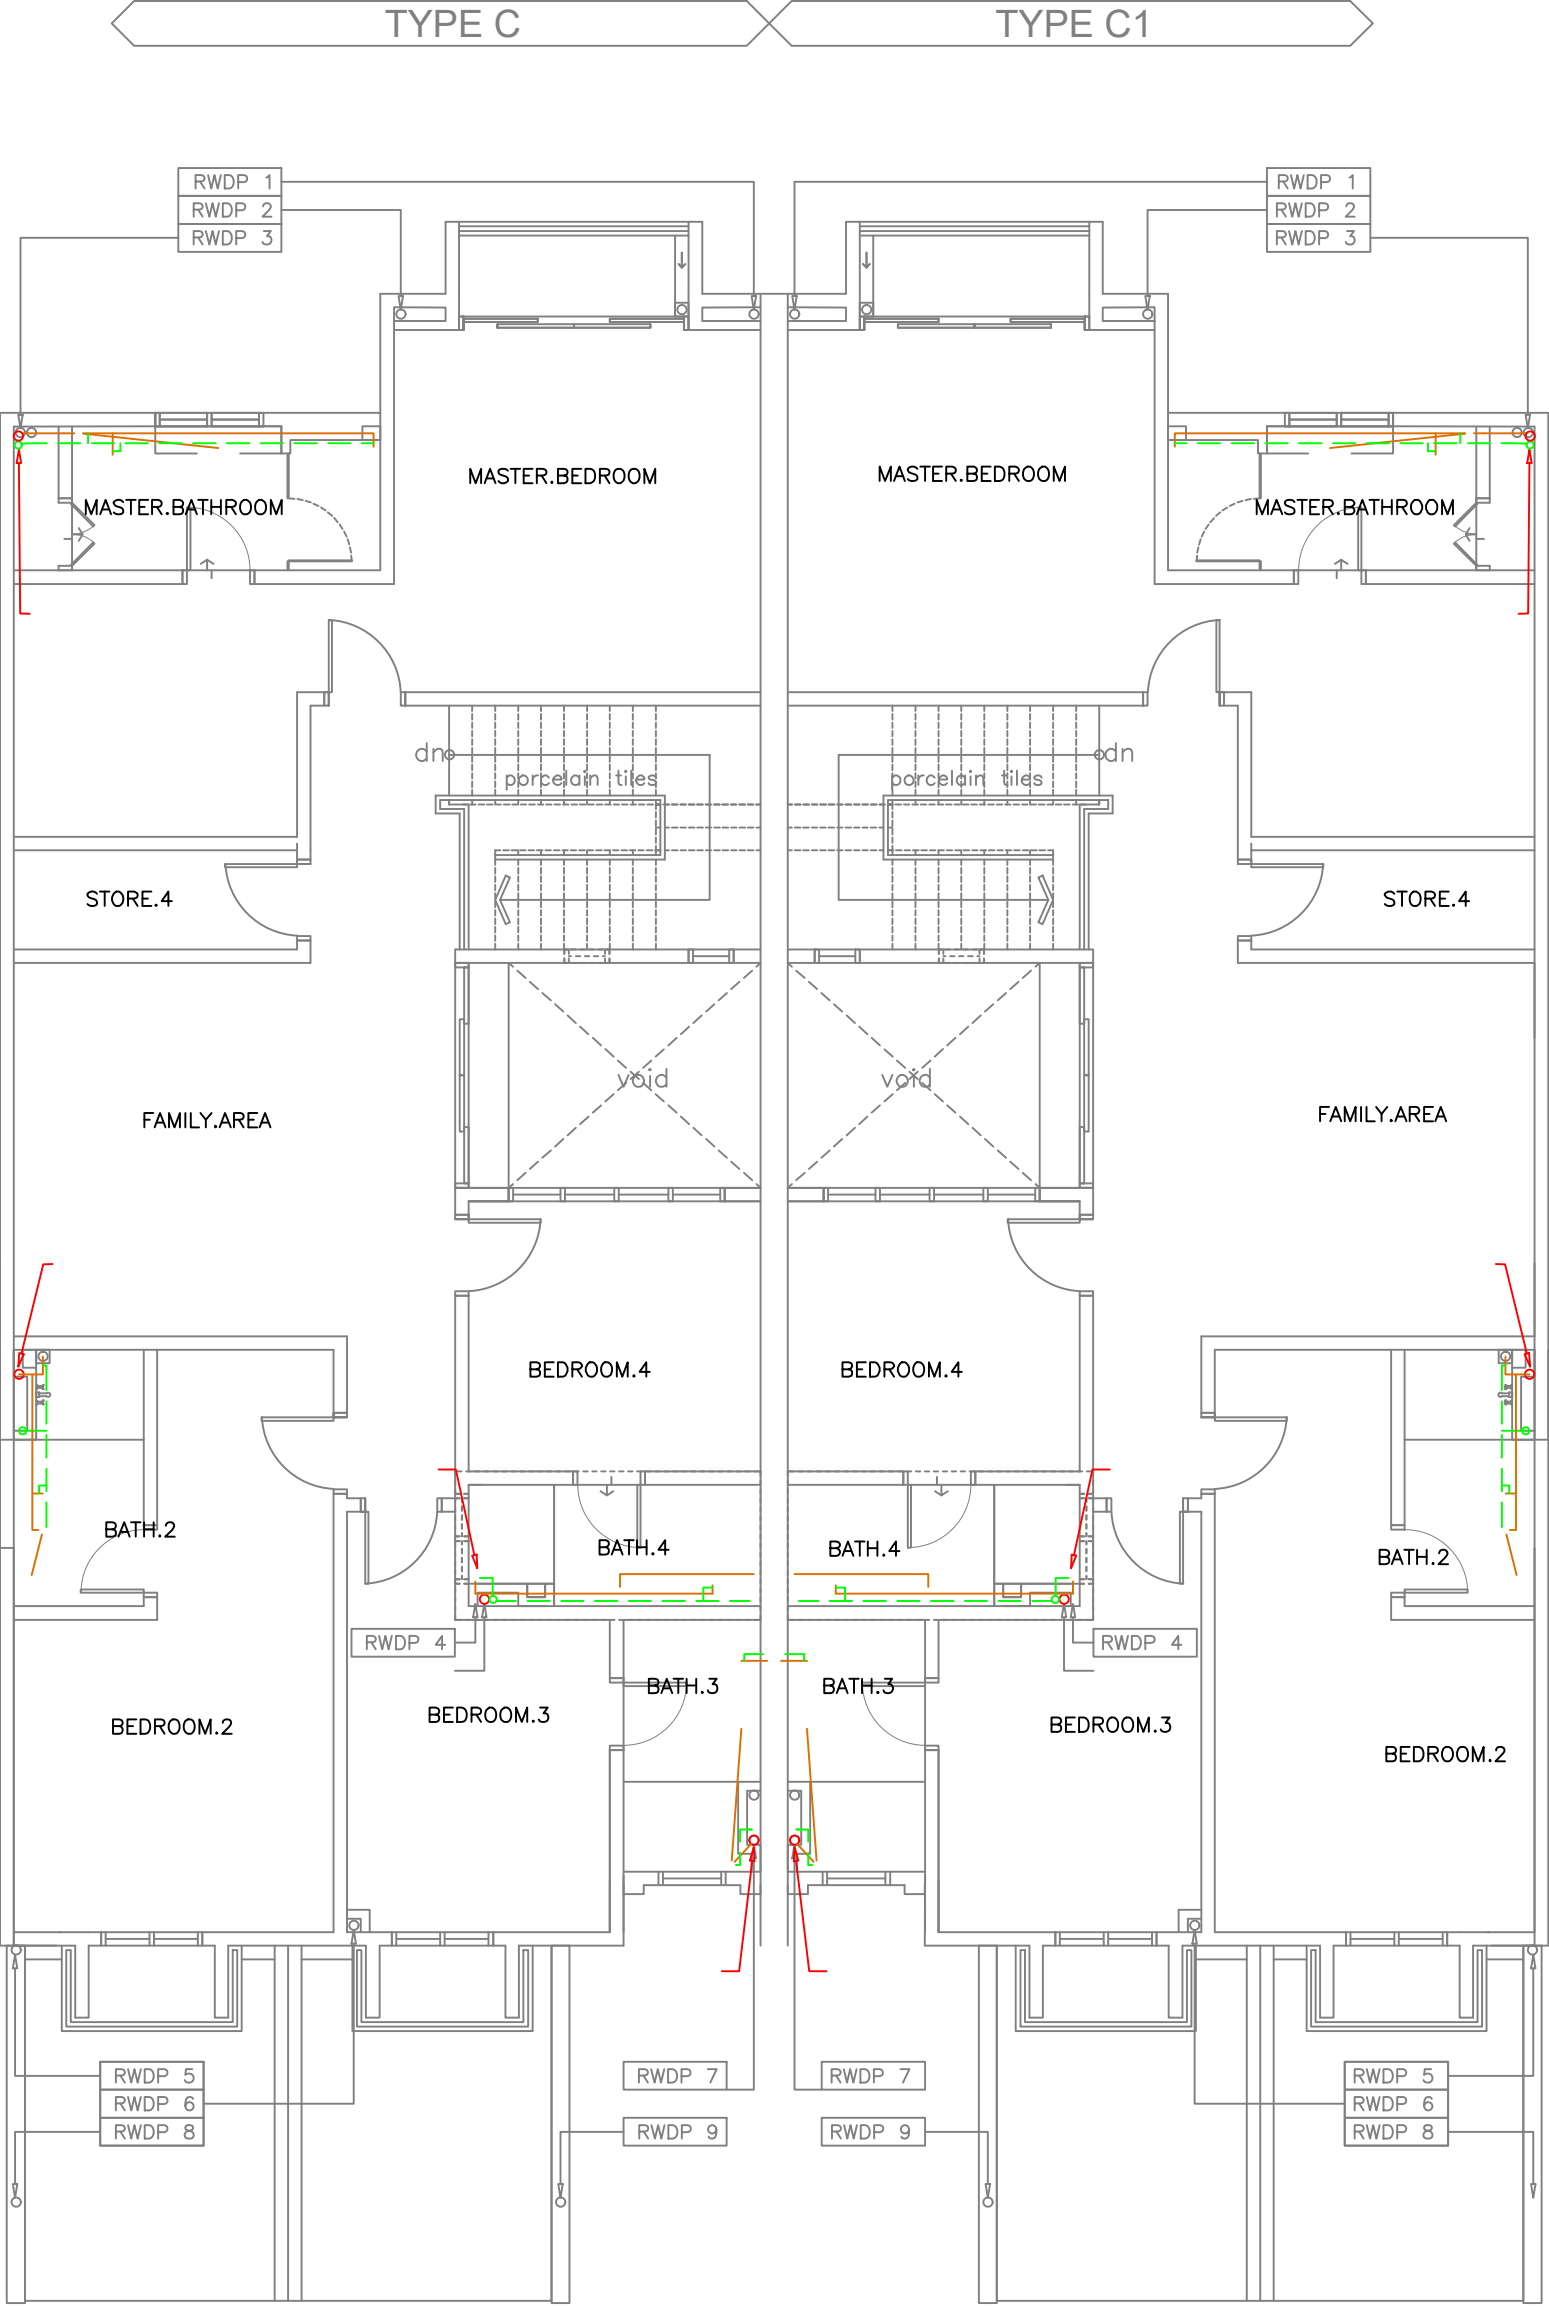 TYPE C TYPE C1
RWDP 1 RWDP 1
RWDP 2 RWDP 2
RWDP 3 RWDP 3
MASTER.BEDROOM MASTER.BEDROOM
MASTER.BATHROOM MASTER.BATHROOM
dn dn
porcelain tiles porcelain tiles
STORE.4 STORE.4
void void
FAMILY.AREA FAMILY.AREA
BEDROOM.4 BEDROOM.4
BATH.2 BATH.4 BATH.4 BATH.2
RWDP 4 RWDP 4
BATH.3 BATH.3
BEDROOM.2 BEDROOM.3 BEDROOM.3 BEDROOM.2
RWDP 5 RWDP 7 RWDP 7 RWDP 5
RWDP 6 RWDP 6
RWDP 8 RWDP 9 RWDP 9 RWDP 8